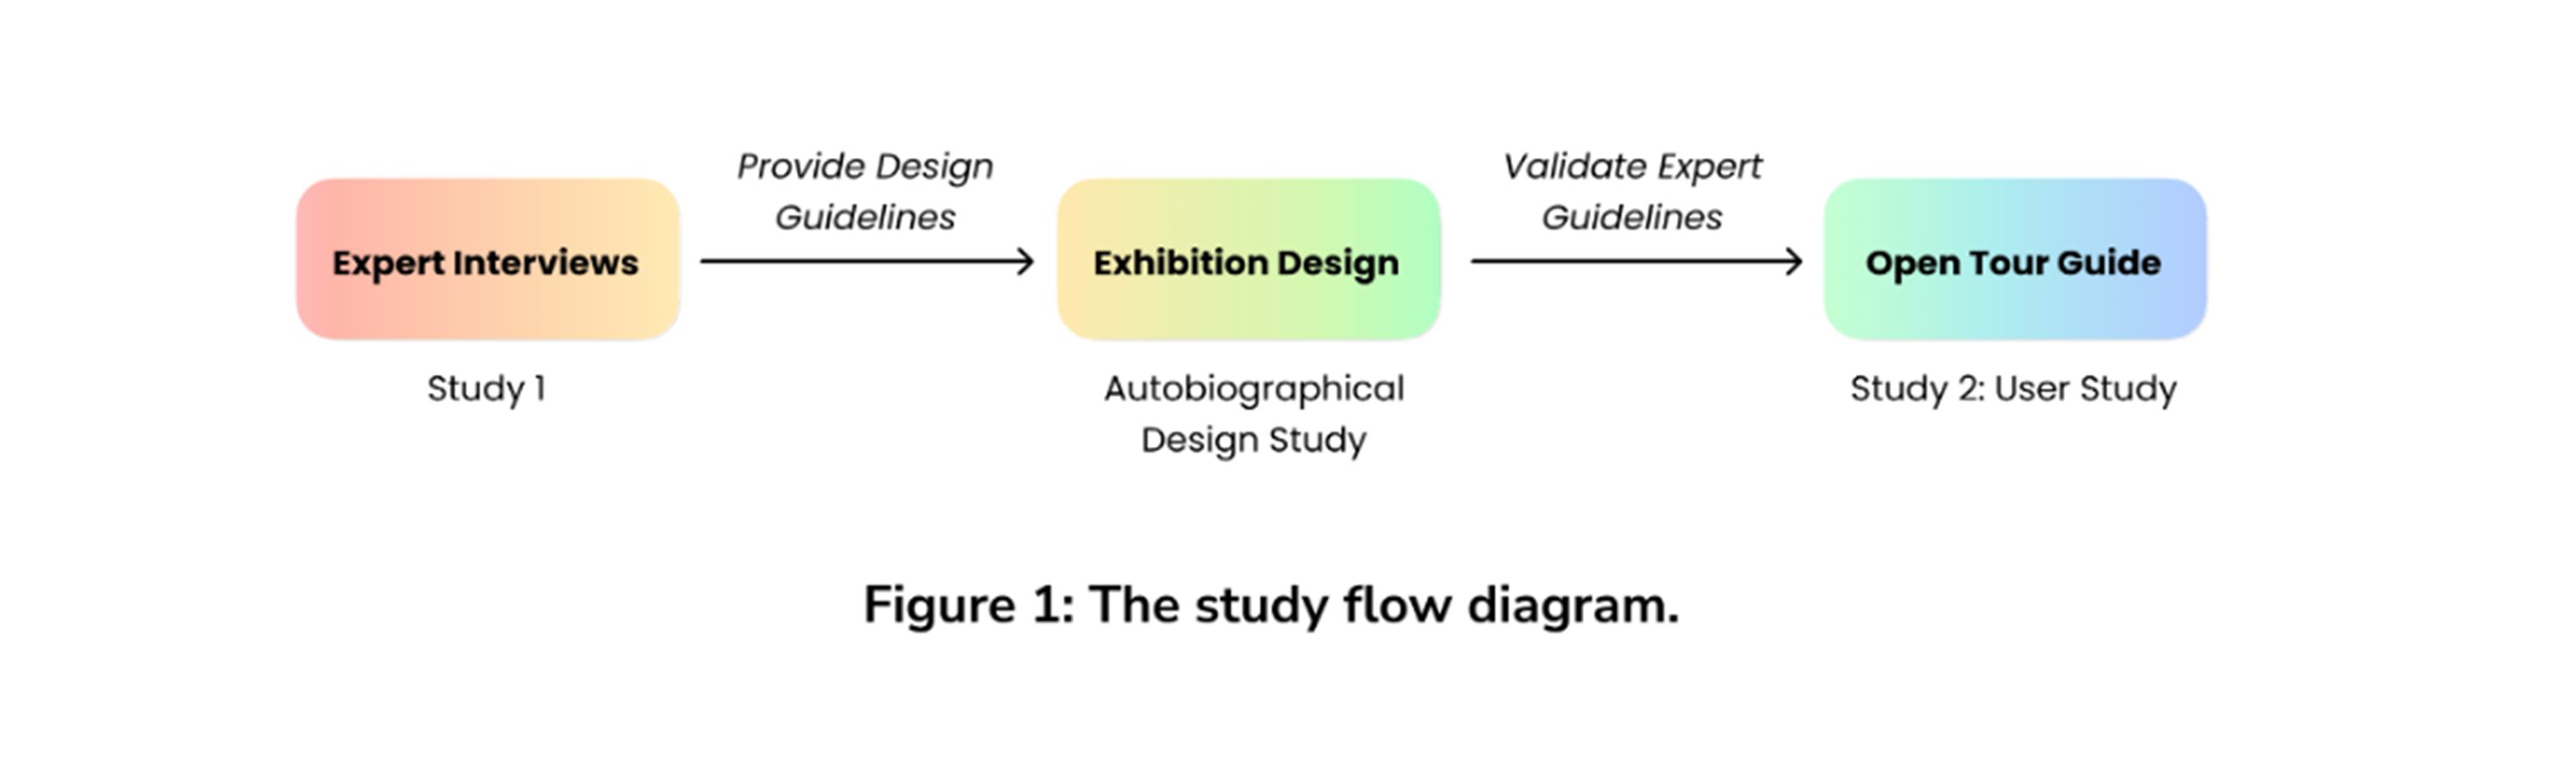 Provide Design
Guidelines
Validate Expert
Guidelines
Expert Interviews
Exhibition Design
Open Tour Guide
Study 1
Autobiographical
Design Study
Study 2: User Study
Figure 1: The study flow diagram.